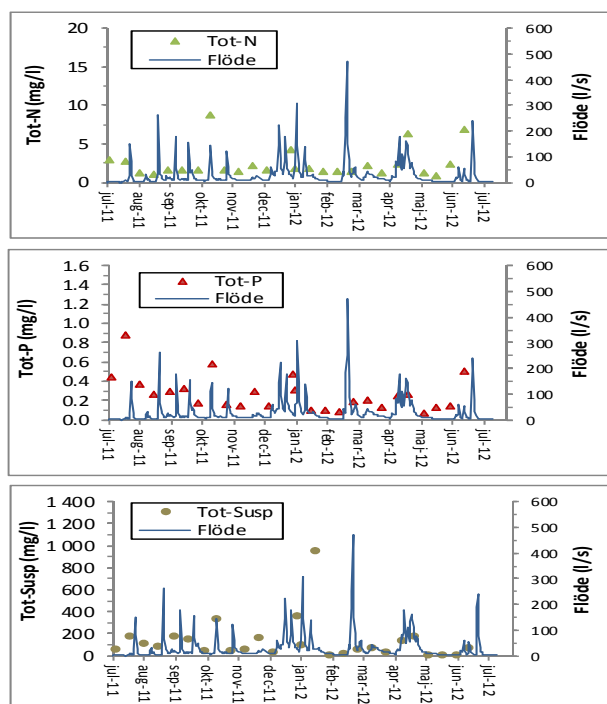 Tot-N (mg/l)
20
15
10
5
0
Tot-N
Flöde
600
500
400
300
200
100
0
Flöde (l/s)
jul-11
aug-11
sep-11
okt-11
nov-11
dec-11
jan-12
feb-12
mar-12
apr-12
maj-12
jun-12
jul-12
Tot-P (mg/l)
1.6
1.4
1.2
1.0
0.8
0.6
0.4
0.2
0.0
Tot-P
Flöde
600
500
400
300
200
100
0
Flöde (l/s)
jul-11
aug-11
sep-11
okt-11
nov-11
dec-11
jan-12
feb-12
mar-12
apr-12
maj-12
jun-12
jul-12
Tot-Susp (mg/l)
1 400
1 200
1 000
800
600
400
200
0
Tot-Susp
Flöde
600
500
400
300
200
100
0
Flöde (l/s)
jul-11
aug-11
sep-11
okt-11
nov-11
dec-11
jan-12
feb-12
mar-12
apr-12
maj-12
jun-12
jul-12